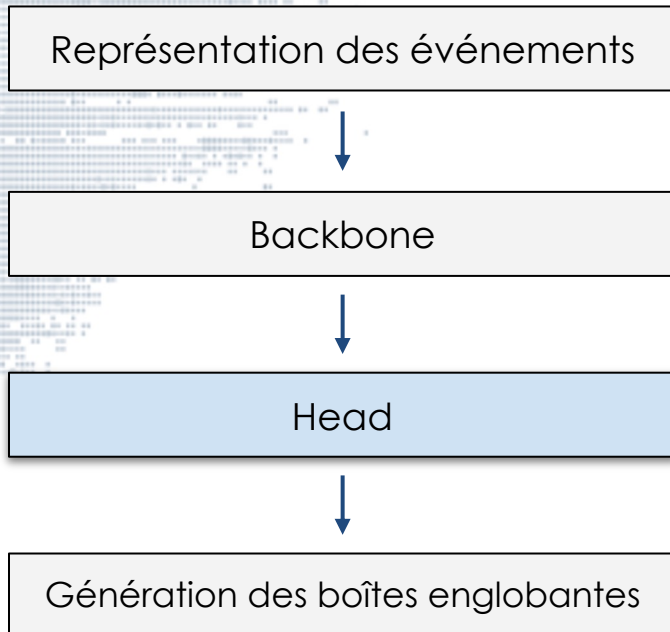 Représentation des événements
Backbone
Head
Génération des boîtes englobantes